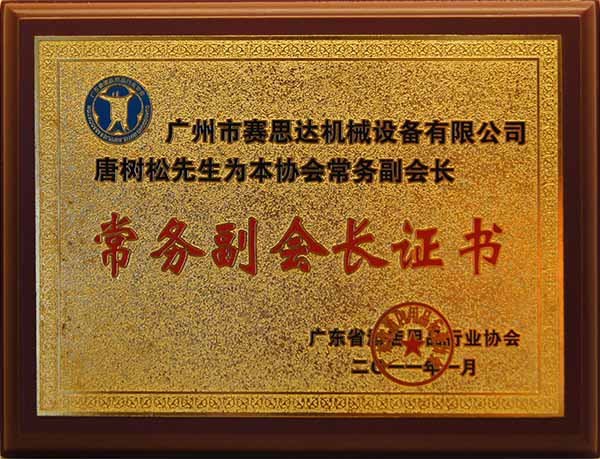 广州市赛思达机械设备有限公司
唐树松先生为本协会常务副会长
常务副会长证书
广东省清洁用品行业协会
二〇一一年一月